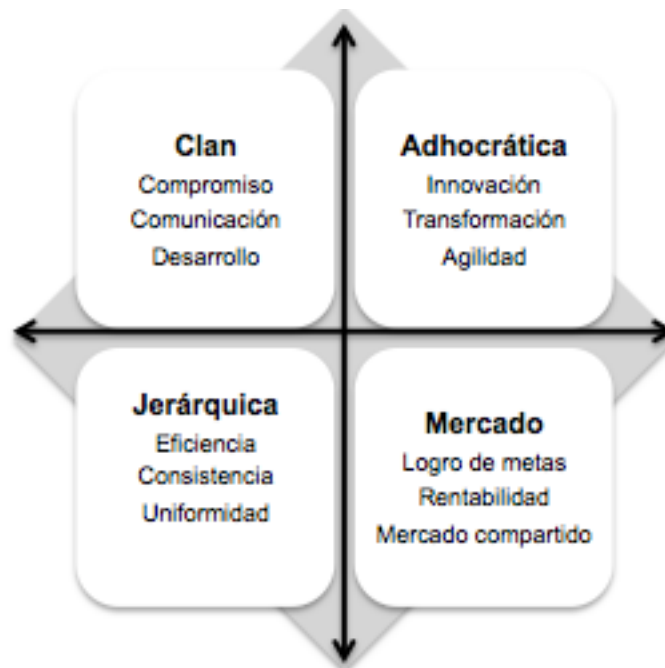 Clan
Compromiso
Comunicación
Desarrollo
Adhocrática
Innovación
Transformación
Agilidad
Jerárquica
Eficiencia
Consistencia
Uniformidad
Mercado
Logro de metas
Rentabilidad
Mercado compartido